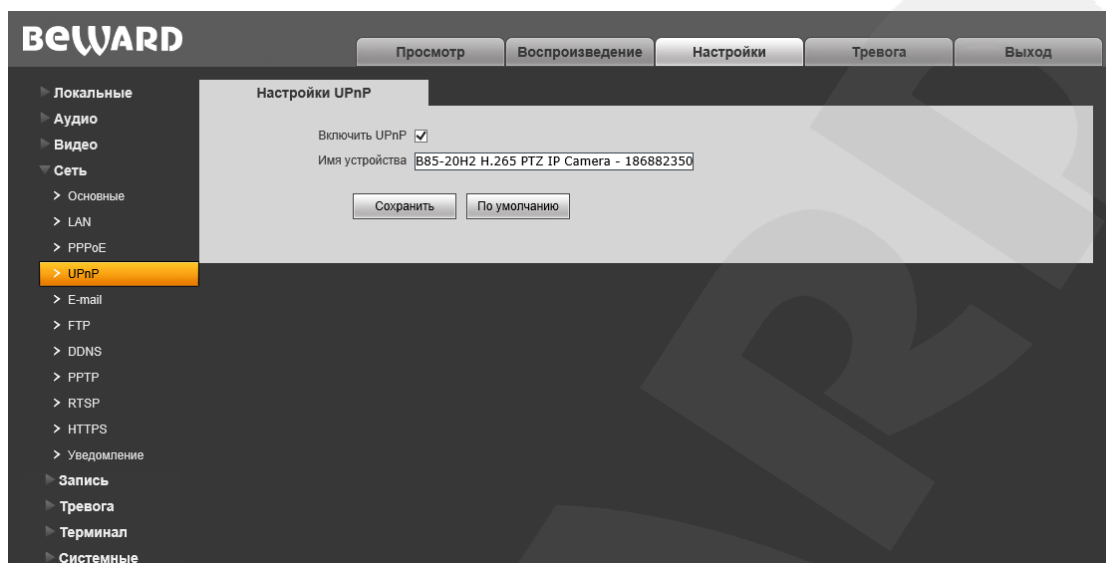 BEWARD
Просмотр Воспроизведение Настройки Тревога Выход
Локальные
Аудио
Видео
Сеть
> Основные
> LAN
> PPPoE
> UPnP
> E-mail
> FTP
> DDNS
> PPTP
> RTSP
> HTTPS
> Уведомление
Запись
Тревога
Терминал
Системные
Настройки UPnP
Включить UPnP
Имя устройства B85-20H2 H.265 PTZ IP Camera - 186882350
Сохранить По умолчанию